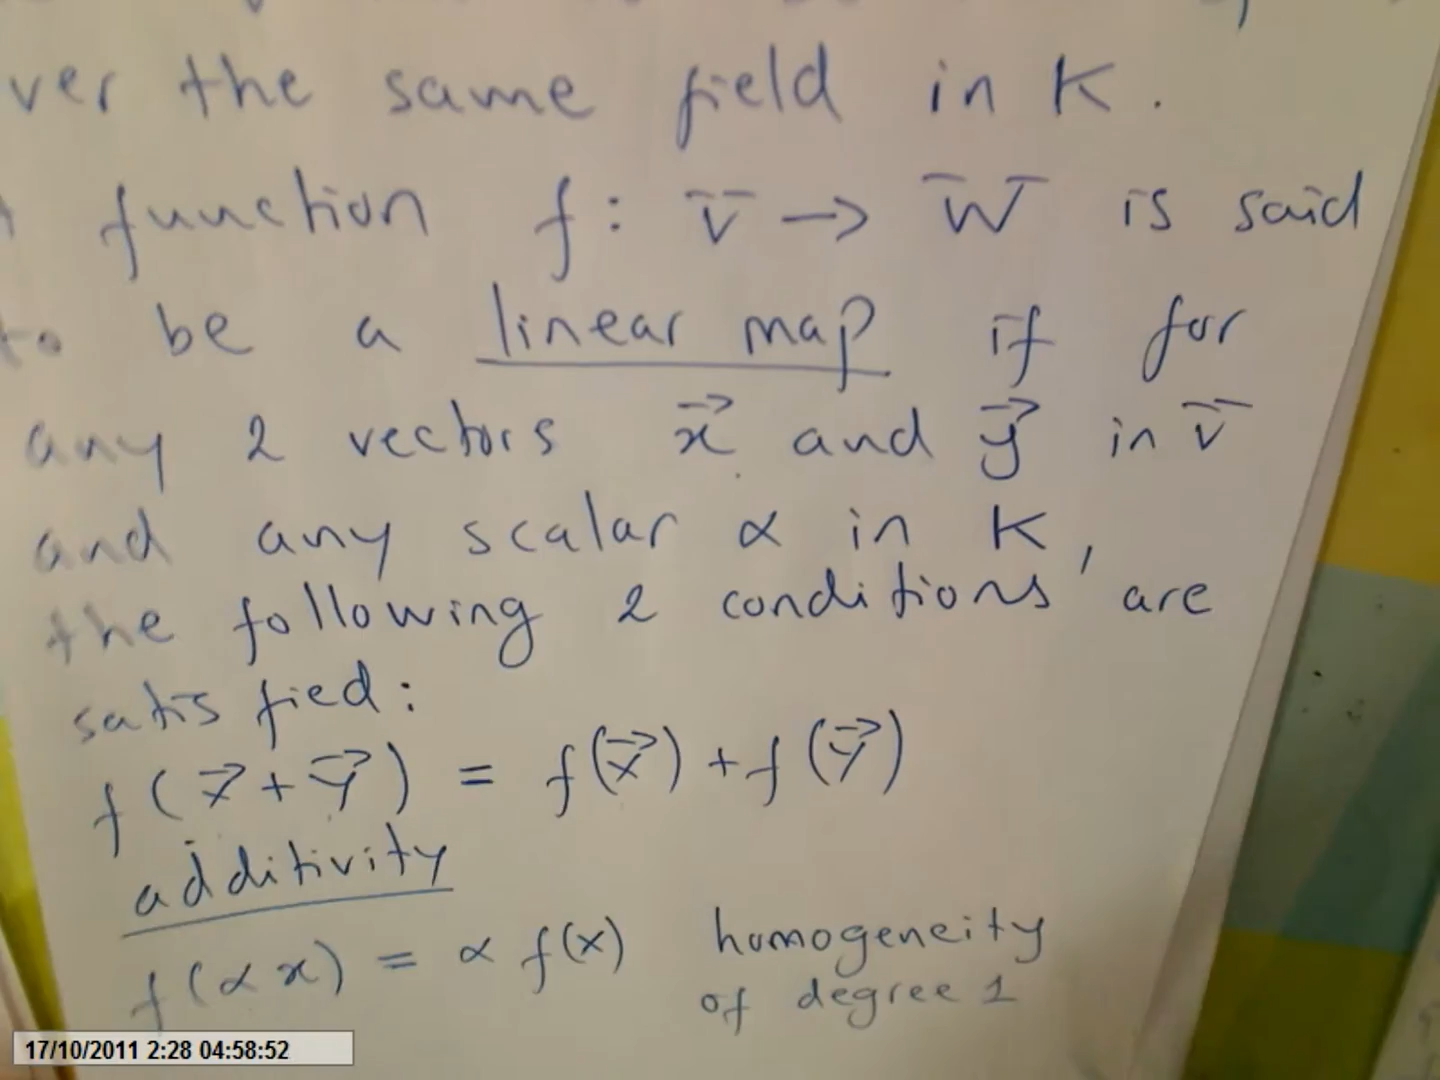 ver the same field in K.
function f: V → W is said
to be a linear map if for
any 2 vectors x⃗ and y⃗ in V
and any scalar α in K,
the following 2 conditions are
satisfied:
f(x⃗+y⃗) = f(x⃗)+f(y⃗)
additivity
f(αx) = αf(x) homogeneity
of degree 1
17/10/2011 2:28 04:58:52